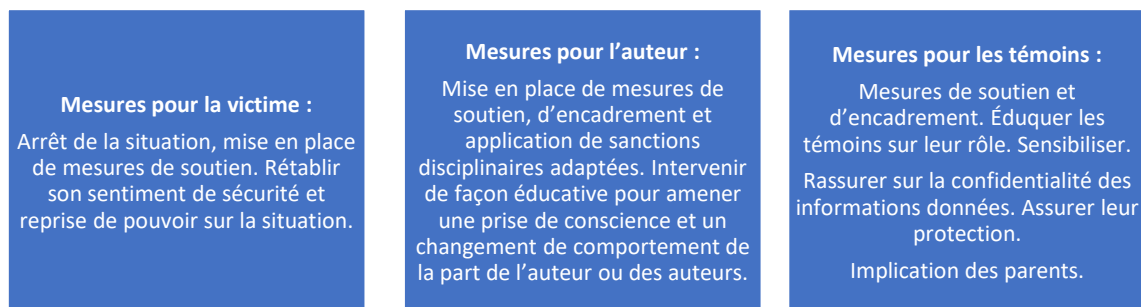 Mesures pour la victime :
Arrêt de la situation, mise en place
de mesures de soutien. Rétablir
son sentiment de sécurité et
reprise de pouvoir sur la situation.
Mesures pour l'auteur :
Mise en place de mesures de
soutien, d'encadrement et
application de sanctions
disciplinaires adaptées. Intervenir
de façon éducative pour amener
une prise de conscience et un
changement de comportement de
la part de l'auteur ou des auteurs.
Mesures pour les témoins :
Mesures de soutien et
d'encadrement. Éduquer les
témoins sur leur rôle. Sensibiliser.
Rassurer sur la confidentialité des
informations données. Assurer leur
protection.
Implication des parents.